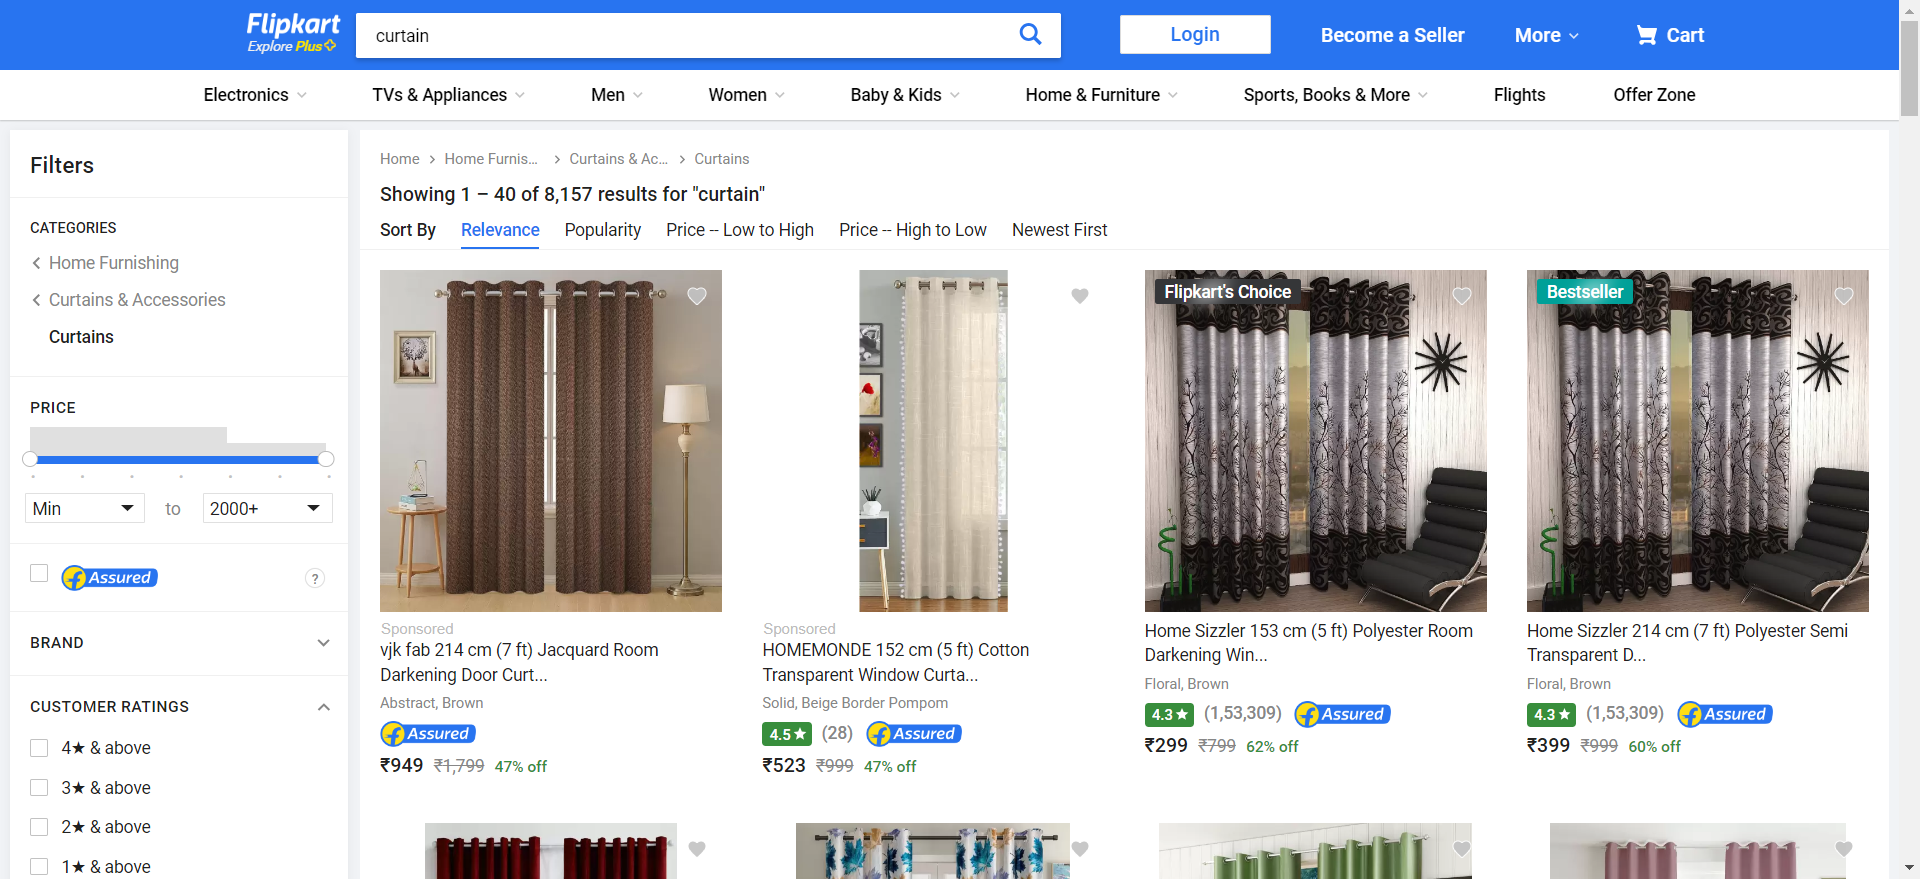 Flipkart
Explore Plus
curtain
Login
Become a Seller
More
Cart
Electronics
TVs & Appliances
Men
Women
Baby & Kids
Home & Furniture
Sports, Books & More
Flights
Offer Zone
Filters
CATEGORIES
Home Furnishing
Curtains & Accessories
Curtains
PRICE
Min
to
2000+
Assured
?
BRAND
CUSTOMER RATINGS
4★ & above
3★ & above
2★ & above
1★ & above
Home
Home Furnis...
Curtains & Ac...
Curtains
Showing 1 – 40 of 8,157 results for "curtain"
Sort By
Relevance
Popularity
Price -- Low to High
Price -- High to Low
Newest First
Sponsored
vjk fab 214 cm (7 ft) Jacquard Room
Darkening Door Curt...
Abstract, Brown
Assured
₹949 ₹1,799 47% off
Sponsored
HOMEMONDE 152 cm (5 ft) Cotton
Transparent Window Curta...
Solid, Beige Border Pompom
4.5★ (28) Assured
₹523 ₹999 47% off
Flipkart's Choice
Home Sizzler 153 cm (5 ft) Polyester Room
Darkening Win...
Floral, Brown
4.3★ (1,53,309) Assured
₹299 ₹799 62% off
Bestseller
Home Sizzler 214 cm (7 ft) Polyester Semi
Transparent D...
Floral, Brown
4.3★ (1,53,309) Assured
₹399 ₹999 60% off